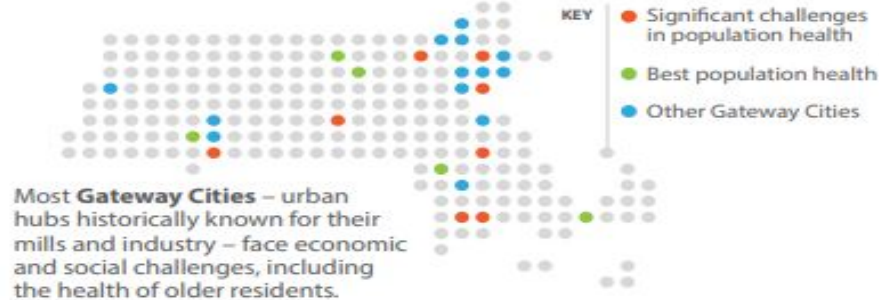 KEY
Significant challenges
in population health
Best population health
Other Gateway Cities
Most Gateway Cities – urban
hubs historically known for their
mills and industry – face economic
and social challenges, including
the health of older residents.